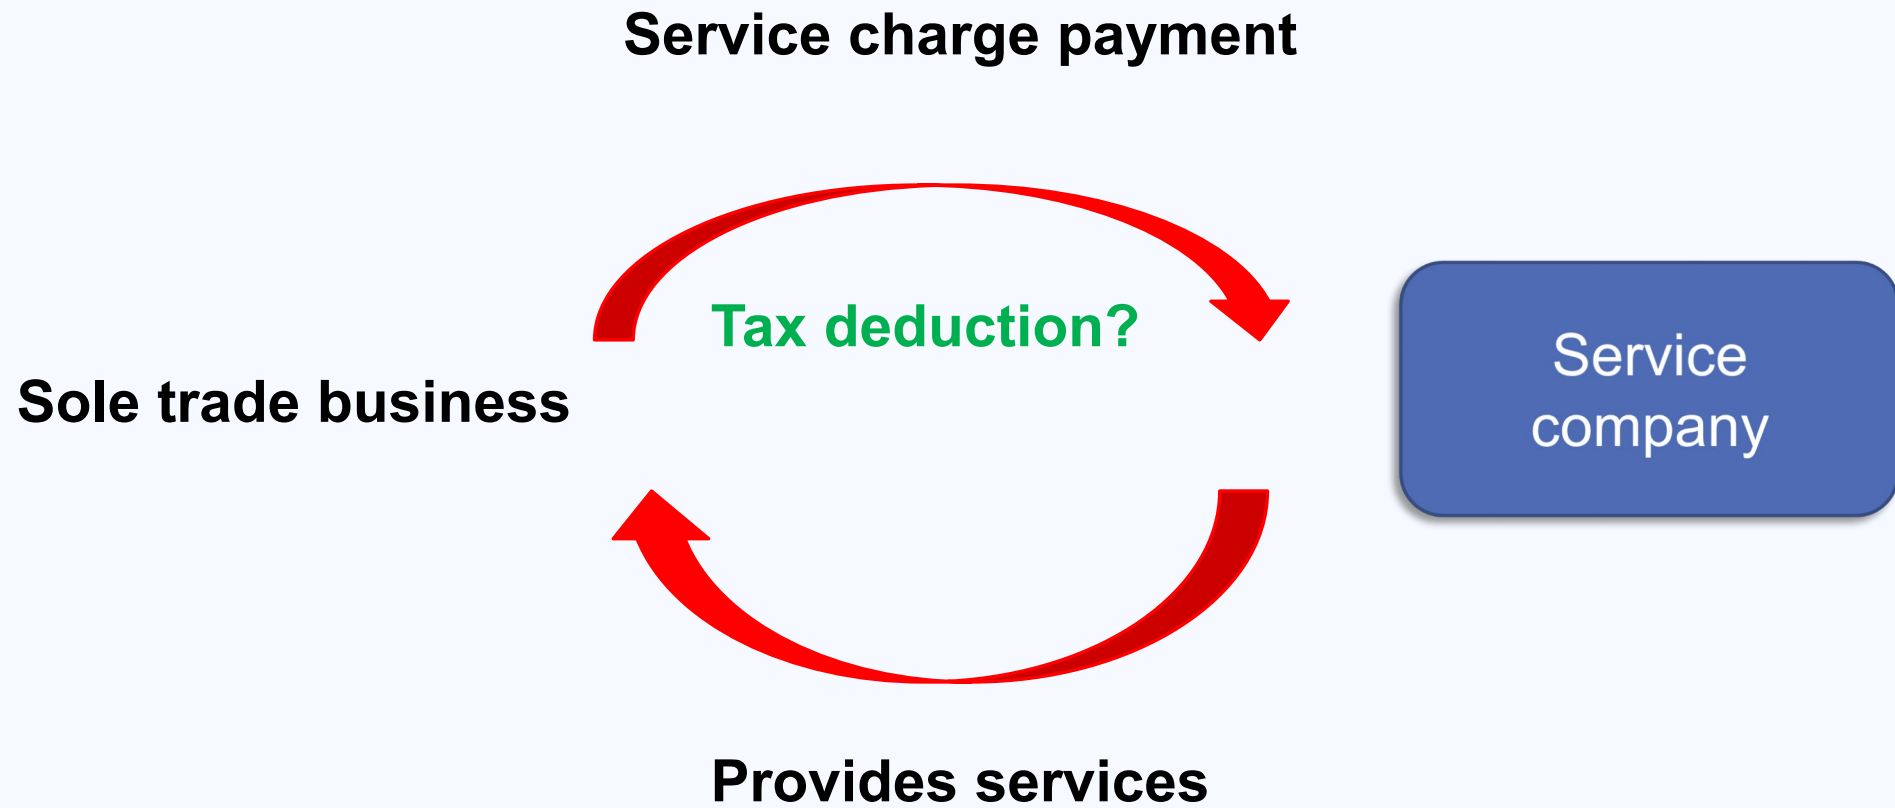 Service charge payment
Tax deduction?
Sole trade business
Service
company
Provides services